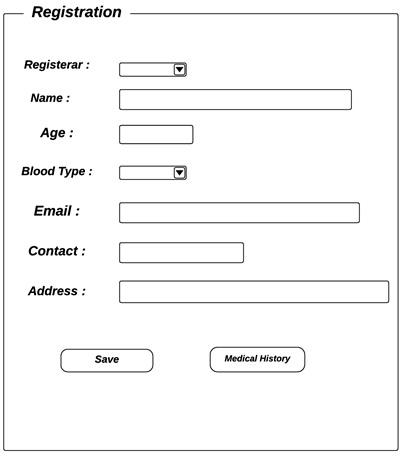 Registration
Registerar :
Name :
Age :
Blood Type :
Email :
Contact :
Address :
Save
Medical History